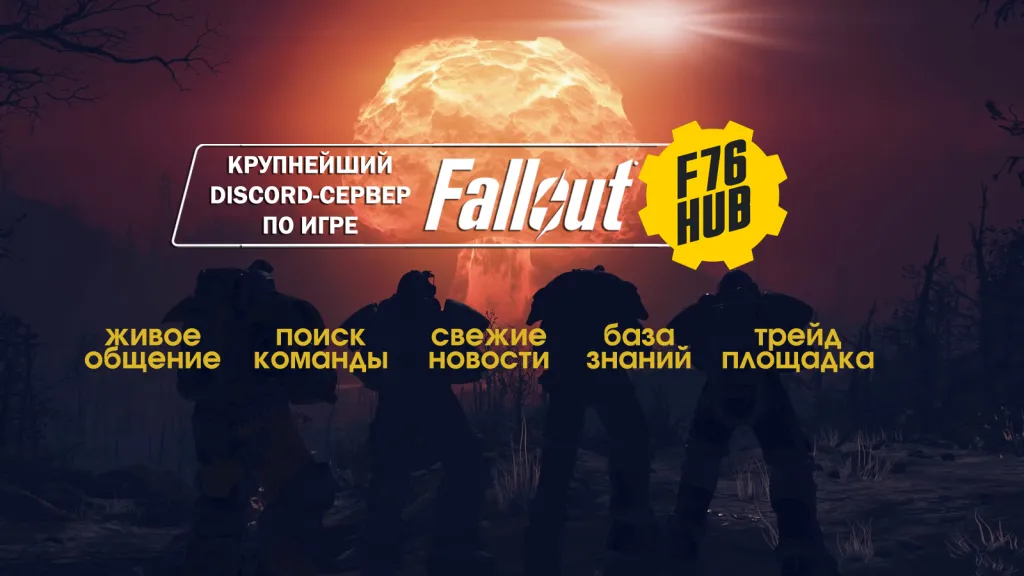 КРУПНЕЙШИЙ
DISCORD-СЕРВЕР
ПО ИГРЕ
Fallout
F76
HUB
живое
общение
поиск
команды
свежие
новости
база
знаний
трейд
площадка